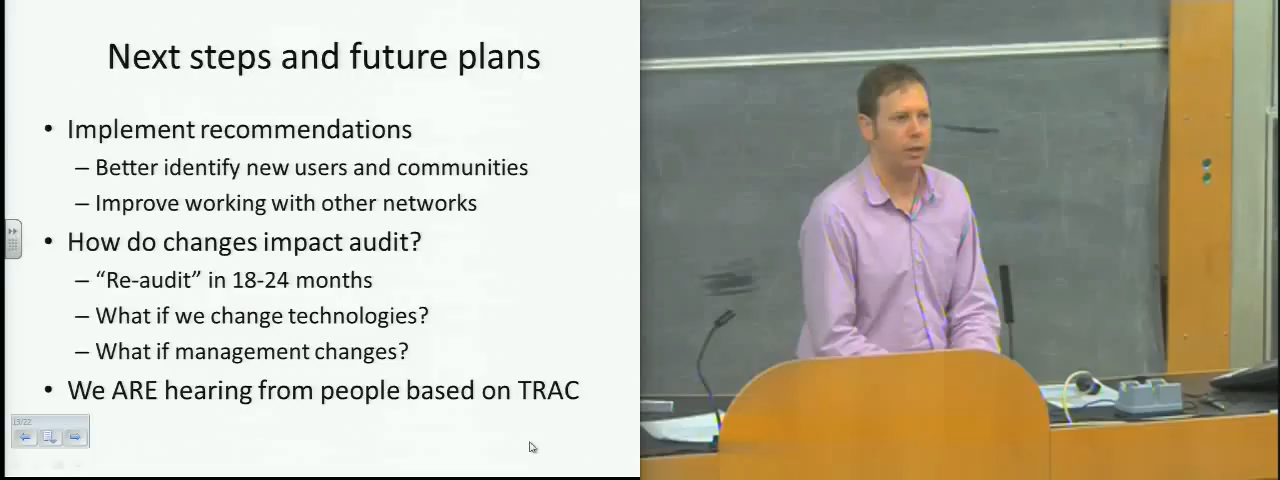 Next steps and future plans
• Implement recommendations
– Better identify new users and communities
– Improve working with other networks
• How do changes impact audit?
– “Re-audit” in 18-24 months
– What if we change technologies?
– What if management changes?
• We ARE hearing from people based on TRAC
13/22